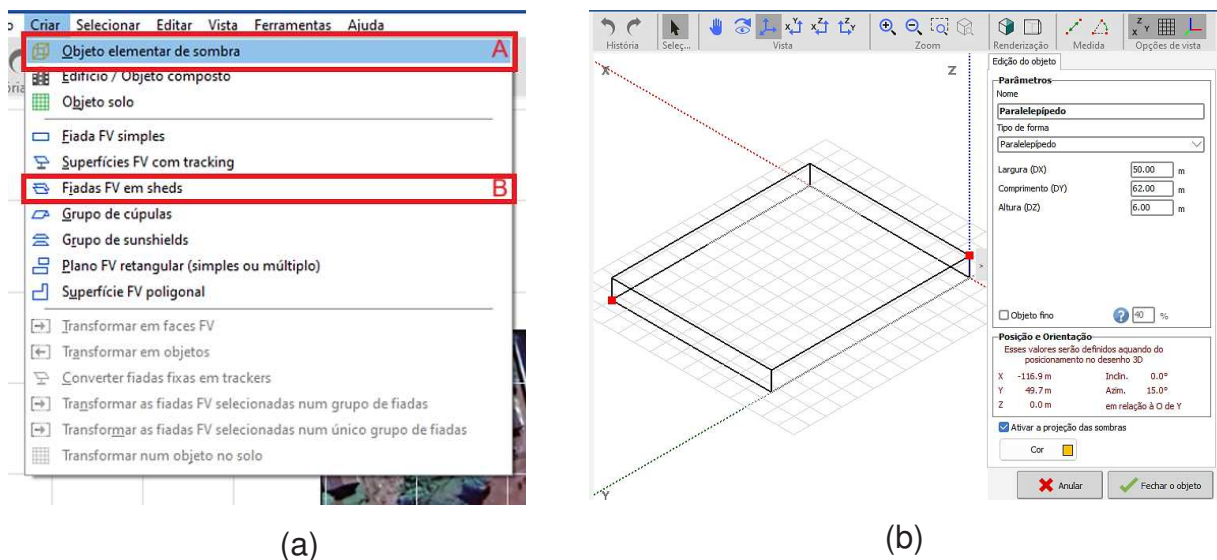 Criar Selecionar Editar Vista Ferramentas Ajuda
Objeto elementar de sombra A
Edifício / Objeto composto
Objeto solo
Fiada FV simples
Superfícies FV com tracking
Fiadas FV em sheds B
Grupo de cúpulas
Grupo de sunshields
Plano FV retangular (simples ou múltiplo)
Superfície FV poligonal
Transformar em faces FV
Transformar em objetos
Converter fiadas fixas em trackers
Transformar as fiadas FV selecionadas num grupo de fiadas
Transformar as fiadas FV selecionadas num único grupo de fiadas
Transformar num objeto no solo
(a)
História Seleç... Vista Zoom Renderização Medida Opções de vista
X Z
Y
Edição do objeto
Parâmetros
Nome
Paralelepípedo
Tipo de forma
Paralelepípedo
Largura (DX) 50.00 m
Comprimento (DY) 62.00 m
Altura (DZ) 6.00 m
>
Objeto fino ? 40 %
Posição e Orientação
Esses valores serão definidos aquando do
posicionamento no desenho 3D
X -116.9 m Inclin. 0.0°
Y 49.7 m Azim. 15.0°
Z 0.0 m em relação à O de Y
Ativar a projeção das sombras
Cor
Anular Fechar o objeto
(b)